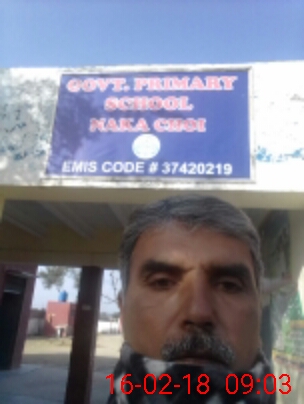 GOVT. PRIMARY
SCHOOL
NAKA CHOI
EMIS CODE # 37420219
16-02-18 09:03